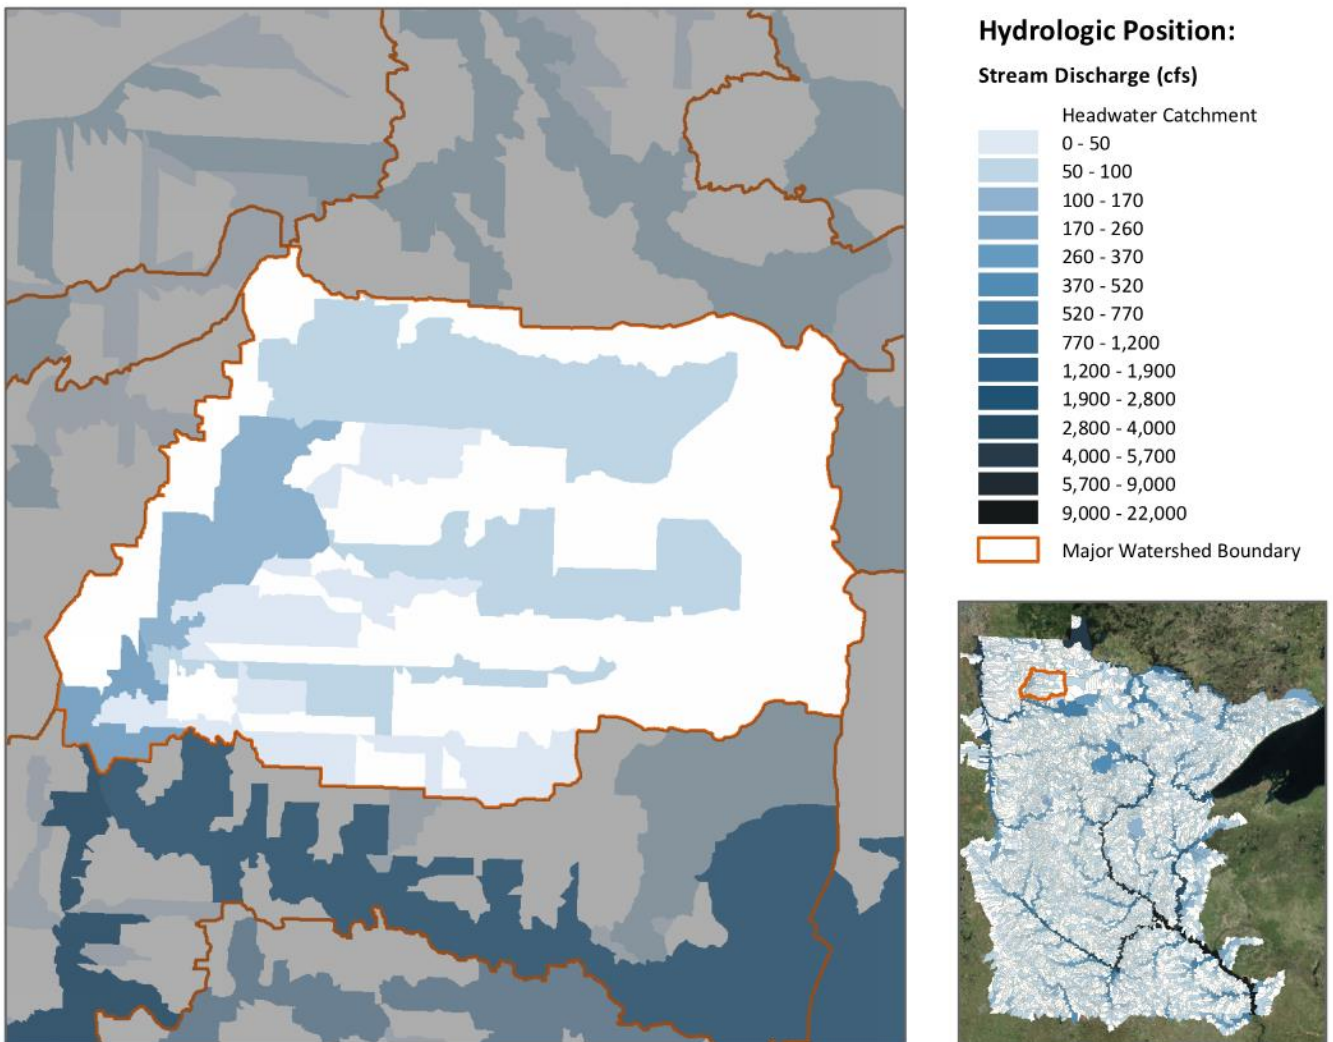 Hydrologic Position:
Stream Discharge (cfs)
Headwater Catchment
0 - 50
50 - 100
100 - 170
170 - 260
260 - 370
370 - 520
520 - 770
770 - 1,200
1,200 - 1,900
1,900 - 2,800
2,800 - 4,000
4,000 - 5,700
5,700 - 9,000
9,000 - 22,000
Major Watershed Boundary